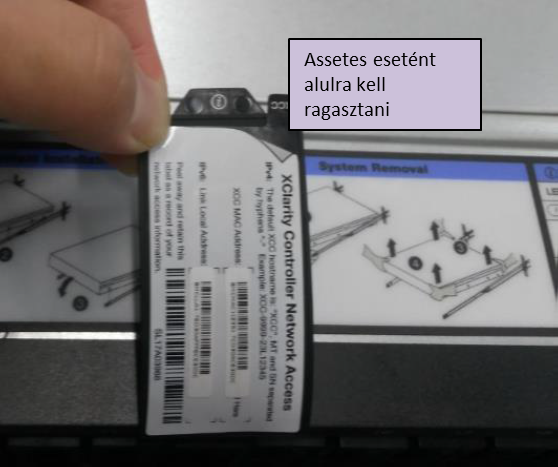 Assetes esetént
alulra kell
ragasztani
System Removal
XClarity Controller Network Access
IPv4: The default XCC hostname is: "XCC", MT and SN separated
by hyphens "-". Example: XCC-9999-23L12345
XCC MAC Address:
IPv6: Link Local Address:
Peel away and retain this
label as a record of your
network access information.